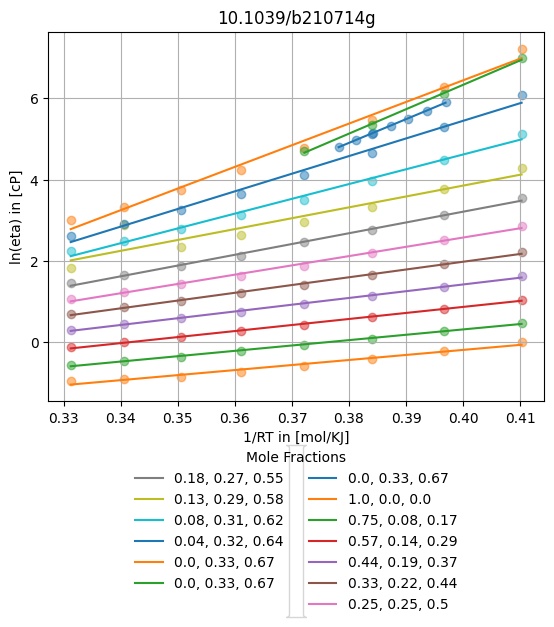 10.1039/b210714g
ln(eta) in [cP]
6
4
2
0
0.33 0.34 0.35 0.36 0.37 0.38 0.39 0.40 0.41
1/RT in [mol/KJ]
Mole Fractions
0.18, 0.27, 0.55
0.13, 0.29, 0.58
0.08, 0.31, 0.62
0.04, 0.32, 0.64
0.0, 0.33, 0.67
0.0, 0.33, 0.67
0.0, 0.33, 0.67
1.0, 0.0, 0.0
0.75, 0.08, 0.17
0.57, 0.14, 0.29
0.44, 0.19, 0.37
0.33, 0.22, 0.44
0.25, 0.25, 0.5